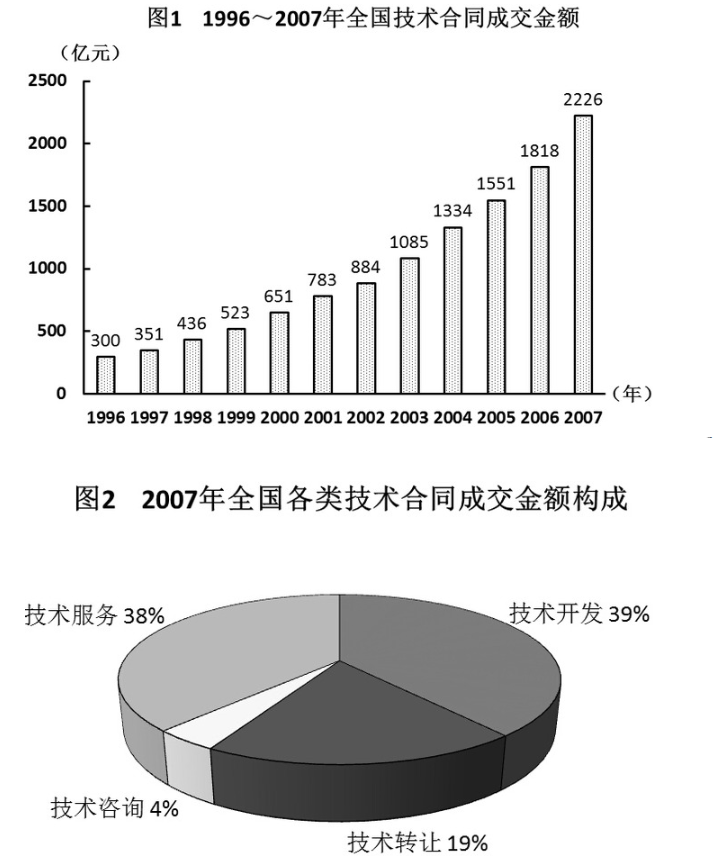 图1 1996～2007年全国技术合同成交金额
（亿元）
2500
2000
1500
1000
500
0
300 351 436 523 651 783 884 1085 1334 1551 1818 2226
1996 1997 1998 1999 2000 2001 2002 2003 2004 2005 2006 2007
（年）
图2 2007年全国各类技术合同成交金额构成
技术服务 38%
技术开发 39%
技术咨询 4%
技术转让 19%